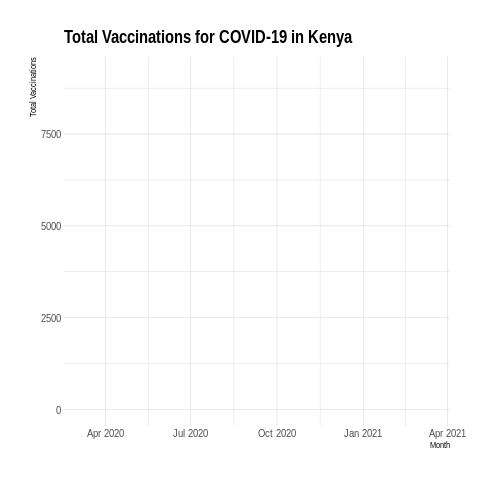 Total Vaccinations for COVID-19 in Kenya
Total Vaccinations
7500
5000
2500
0
Apr 2020 Jul 2020 Oct 2020 Jan 2021 Apr 2021
Month